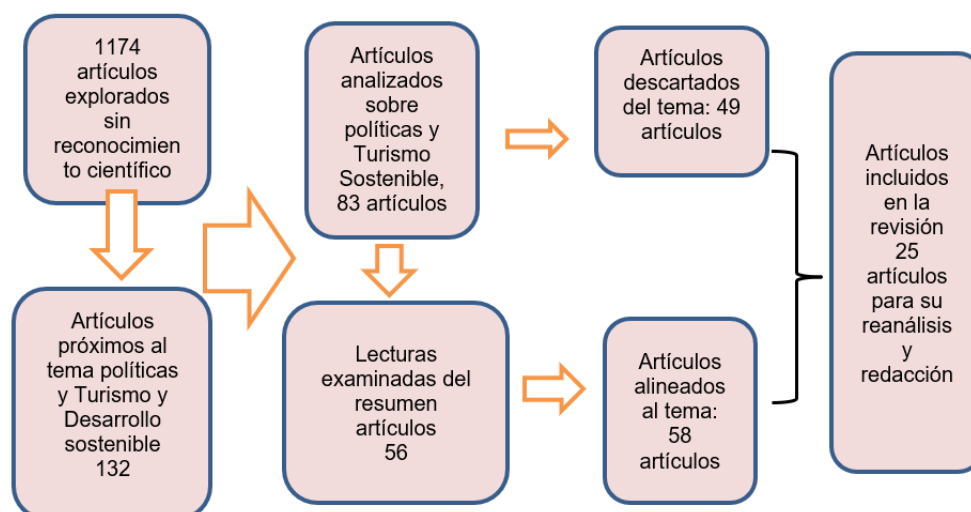 1174
artículos
explorados
sin
reconocimien
to científico
Artículos
próximos al
tema políticas
y Turismo y
Desarrollo
sostenible
132
Artículos
analizados
sobre
políticas y
Turismo
Sostenible,
83 artículos
Lecturas
examinadas del
resumen
artículos
56
Artículos
descartados
del tema: 49
artículos
Artículos
alineados al
tema:
58
artículos
Artículos
incluidos
en la
revisión
25
artículos
para su
reanálisis
y
redacción